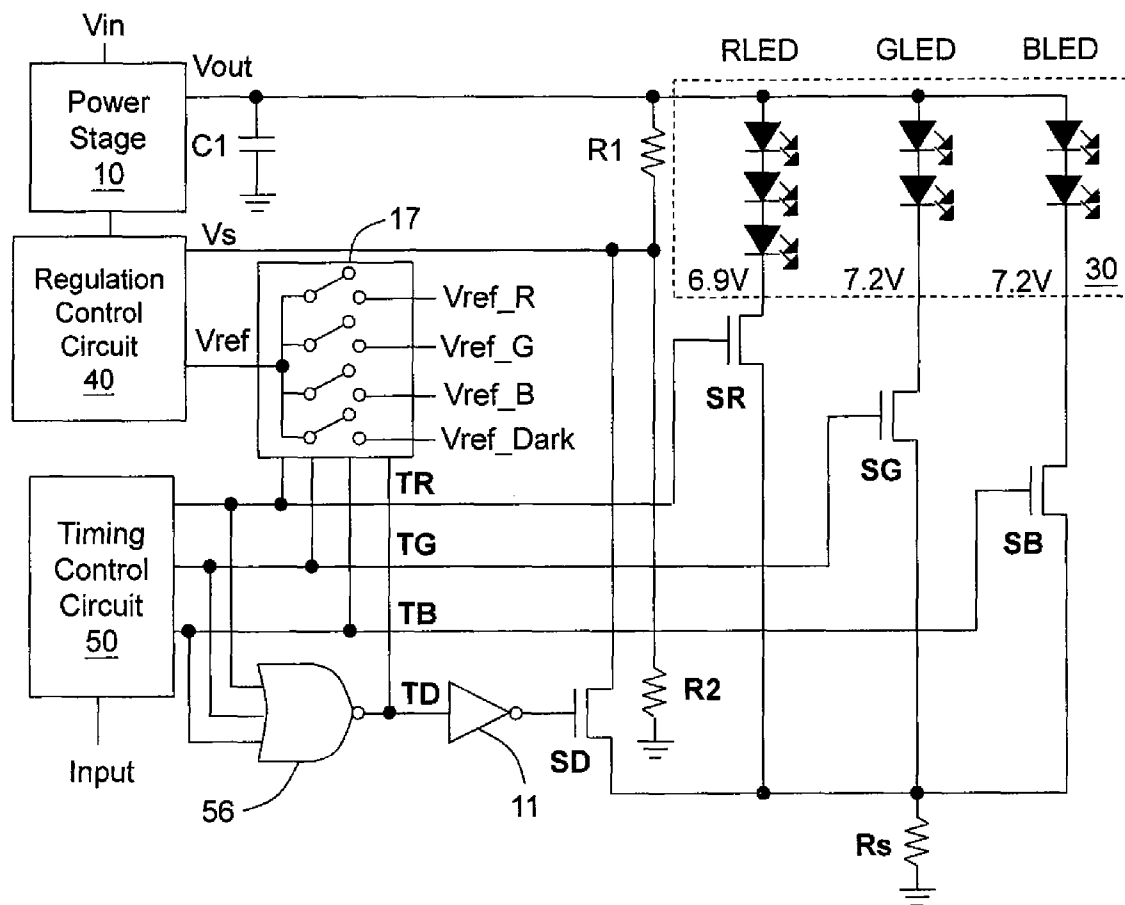 Vin
RLED GLED BLED
Vout
Power
Stage
10
C1
R1
Vs
17
Regulation
Control
Circuit
40
Vref
Vref_R
Vref_G
Vref_B
Vref_Dark
6.9V 7.2V 7.2V 30
SR
SG
SB
TR
Timing
Control
Circuit
50
TG
TB
TD
R2
SD
Input
56
11
Rs